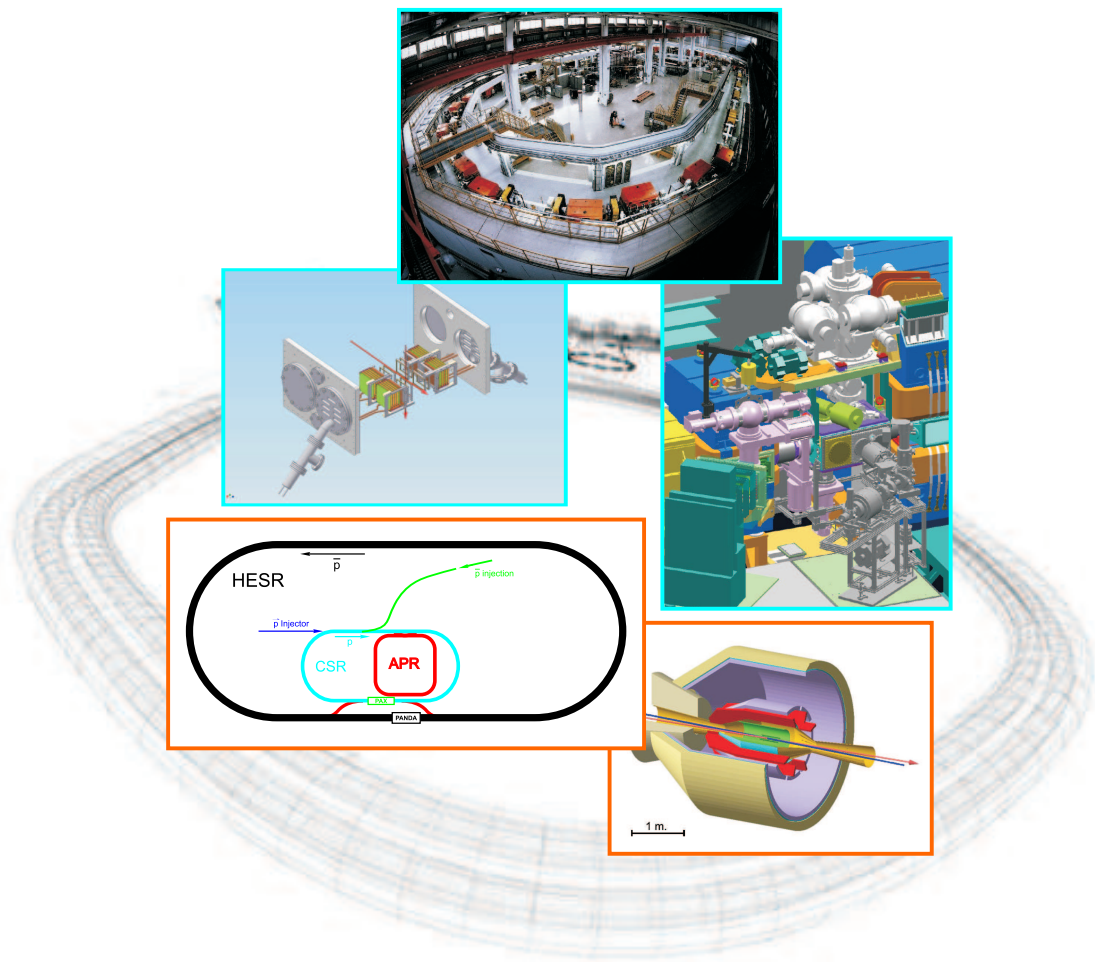 p̅
HESR
p̅ injection
p⃗ Injector
p
CSR
APR
PAX
PANDA
1 m.